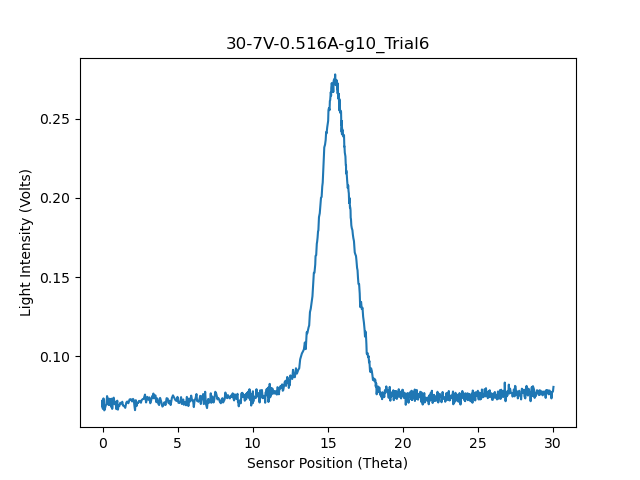 30-7V-0.516A-g10_Trial6
Light Intensity (Volts)
0.25
0.20
0.15
0.10
0 5 10 15 20 25 30
Sensor Position (Theta)